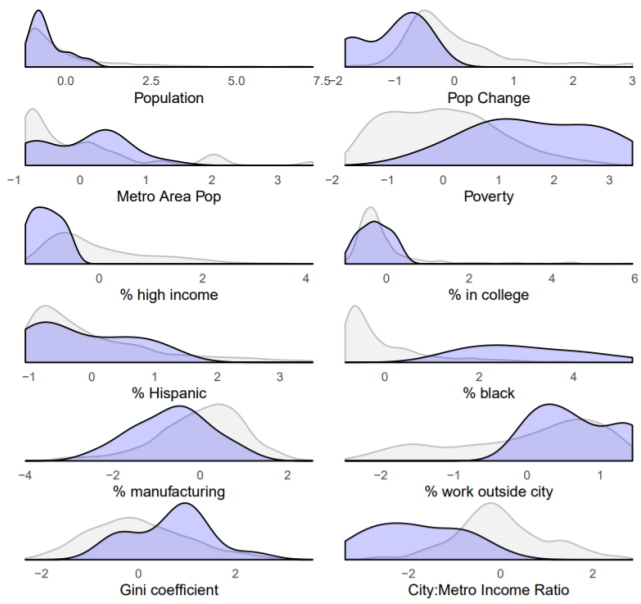 0.0 2.5 5.0 7.5 −2 −1 0 1 2 3
Population Pop Change
−1 0 1 2 3 −2 −1 0 1 2 3
Metro Area Pop Poverty
0 2 4 0 2 4 6
% high income % in college
−1 0 1 2 3 0 2 4
% Hispanic % black
−4 −2 0 2 −2 −1 0 1
% manufacturing % work outside city
−2 0 2 −2 0 2
Gini coefficient City:Metro Income Ratio